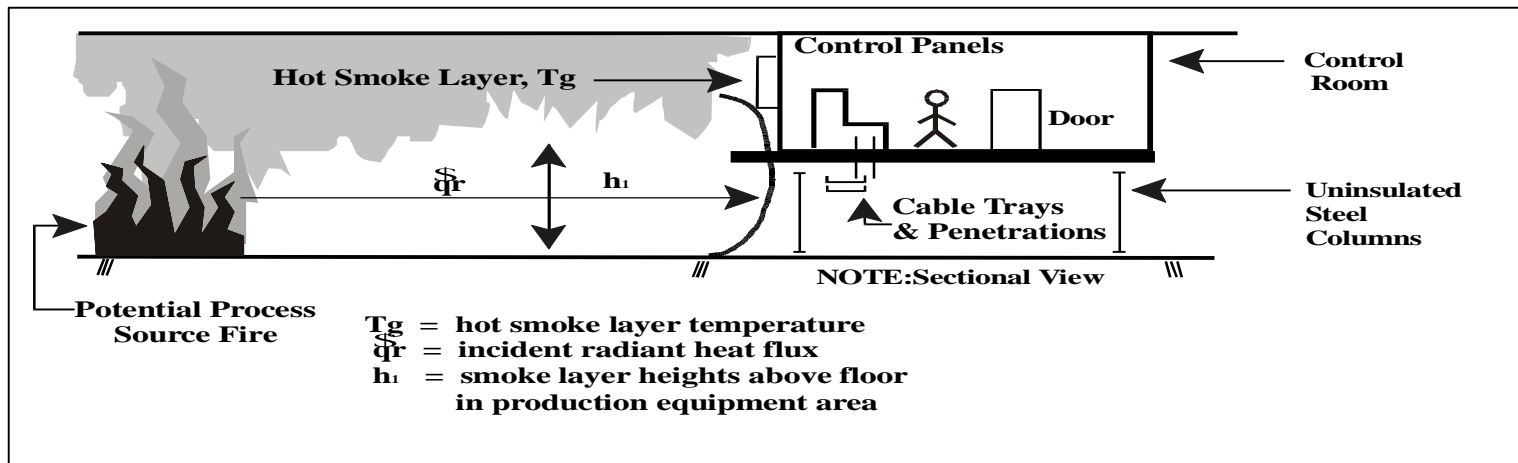 Control Panels
Hot Smoke Layer, Tg
Control
Room
Door
$
qr
h₁
Cable Trays
& Penetrations
Uninsulated
Steel
Columns
NOTE:Sectional View
Potential Process
Source Fire
Tg = hot smoke layer temperature
$
qr = incident radiant heat flux
h₁ = smoke layer heights above floor
in production equipment area